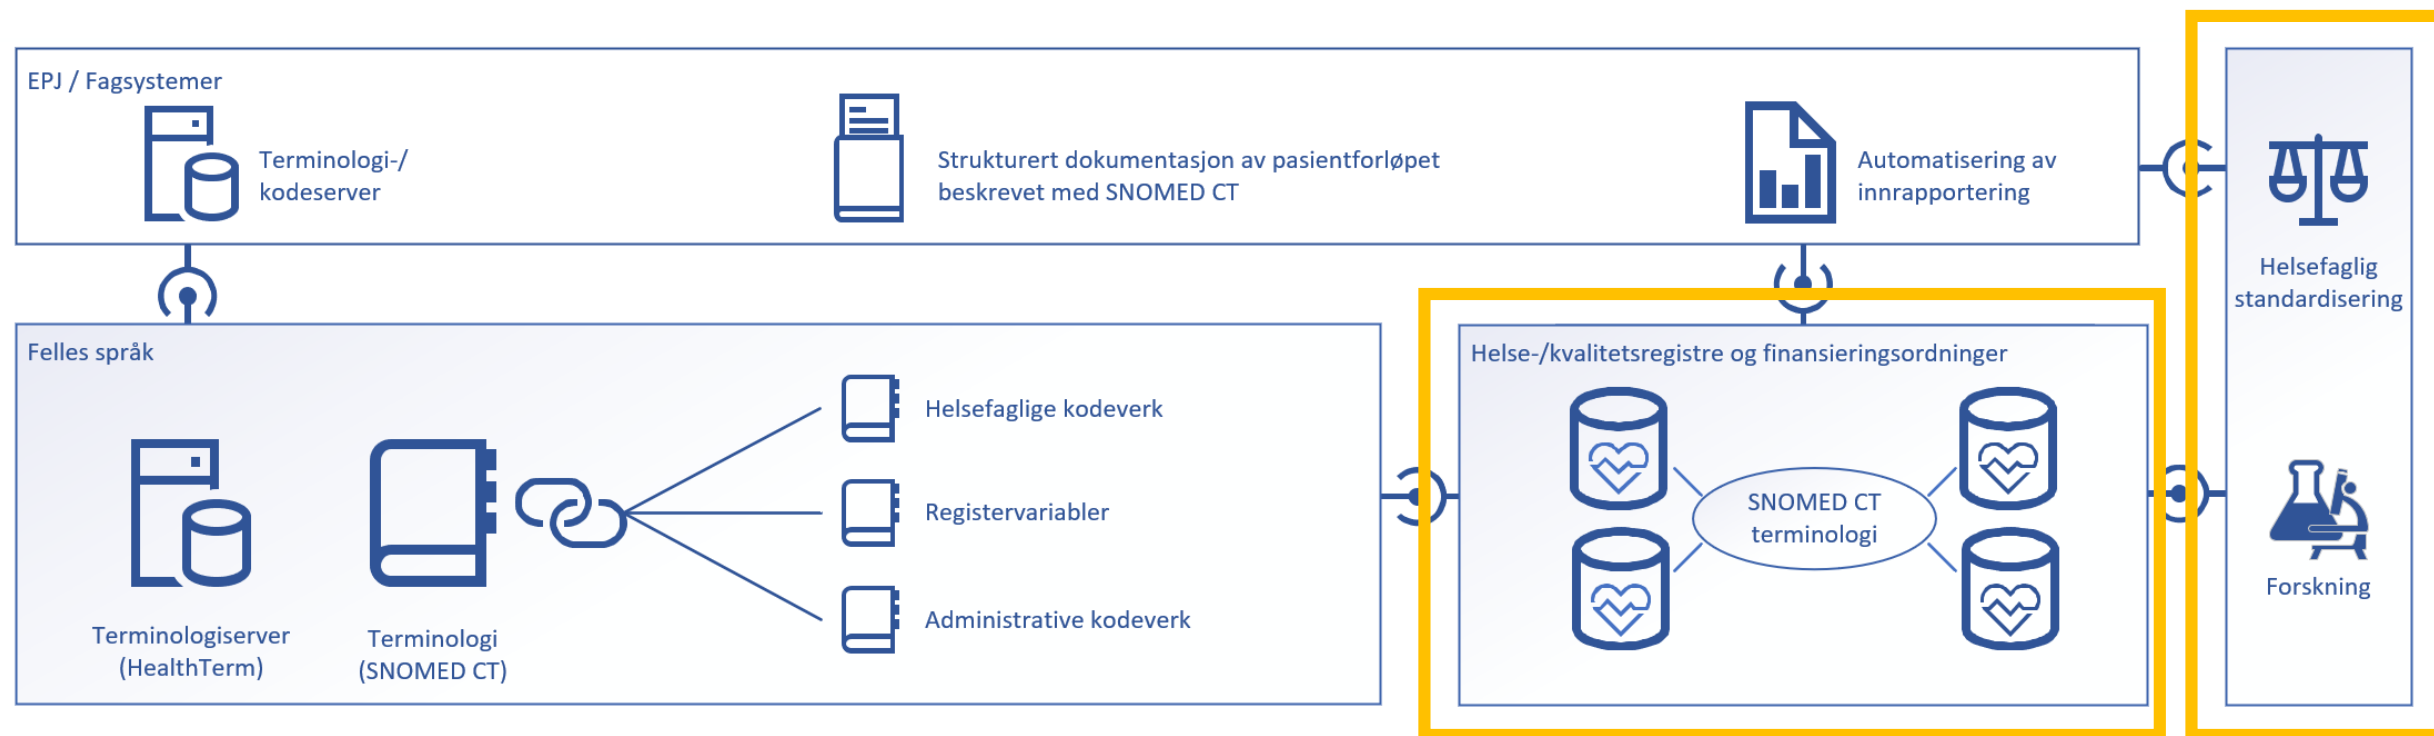 EPJ / Fagsystemer
Terminologi-/
kodeserver
Strukturert dokumentasjon av pasientforløpet
beskrevet med SNOMED CT
Automatisering av
innrapportering
Helsefaglig
standardisering
Felles språk
Helsefaglige kodeverk
Registervariabler
Administrative kodeverk
Terminologiserver
(HealthTerm)
Terminologi
(SNOMED CT)
Helse-/kvalitetsregistre og finansieringsordninger
SNOMED CT
terminologi
Forskning